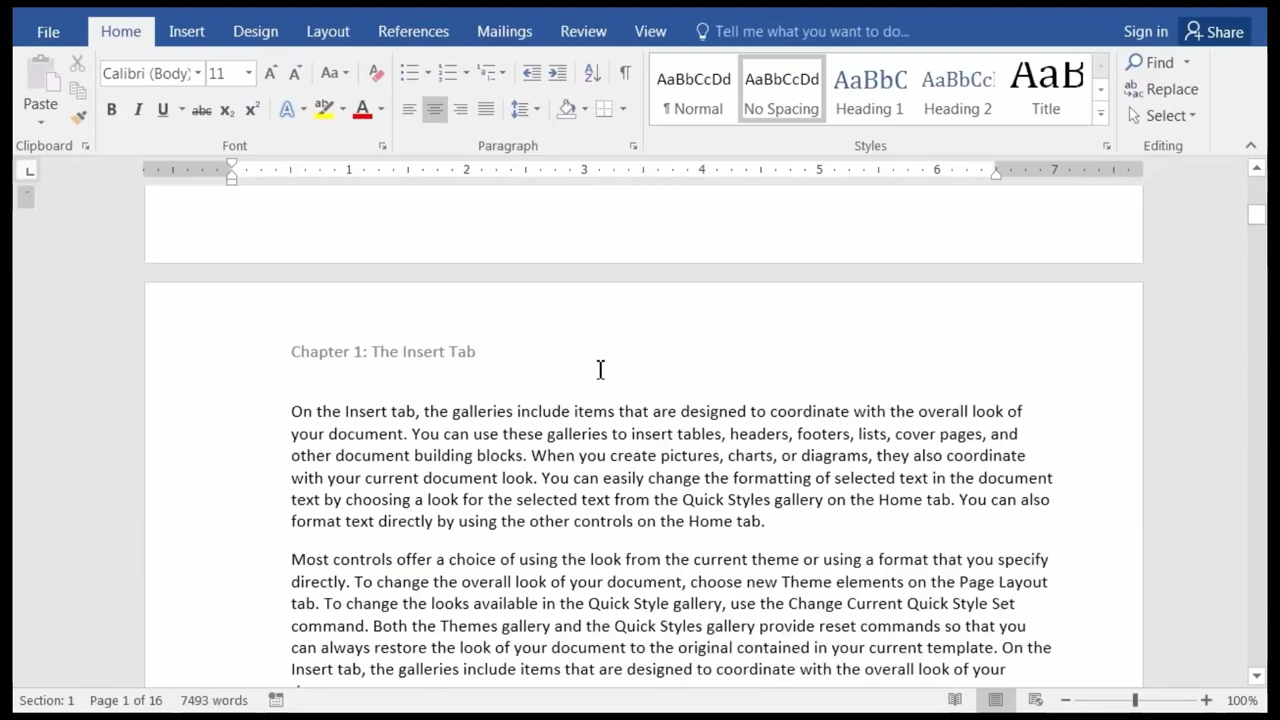 File Home Insert Design Layout References Mailings Review View Tell me what you want to do... Sign in Share
Calibri (Body) 11 Aa AaBbCcDd AaBbCcDd AaBbC AaBbCcl AaB Find
Paste B I U abc X₂ X² A A ¶ Normal No Spacing Heading 1 Heading 2 Title Replace
Select
Clipboard Font Paragraph Styles Editing
1 2 3 4 5 6 7
Chapter 1: The Insert Tab
On the Insert tab, the galleries include items that are designed to coordinate with the overall look of
your document. You can use these galleries to insert tables, headers, footers, lists, cover pages, and
other document building blocks. When you create pictures, charts, or diagrams, they also coordinate
with your current document look. You can easily change the formatting of selected text in the document
text by choosing a look for the selected text from the Quick Styles gallery on the Home tab. You can also
format text directly by using the other controls on the Home tab.
Most controls offer a choice of using the look from the current theme or using a format that you specify
directly. To change the overall look of your document, choose new Theme elements on the Page Layout
tab. To change the looks available in the Quick Style gallery, use the Change Current Quick Style Set
command. Both the Themes gallery and the Quick Styles gallery provide reset commands so that you
can always restore the look of your document to the original contained in your current template. On the
Insert tab, the galleries include items that are designed to coordinate with the overall look of your
Section: 1 Page 1 of 16 7493 words 100%